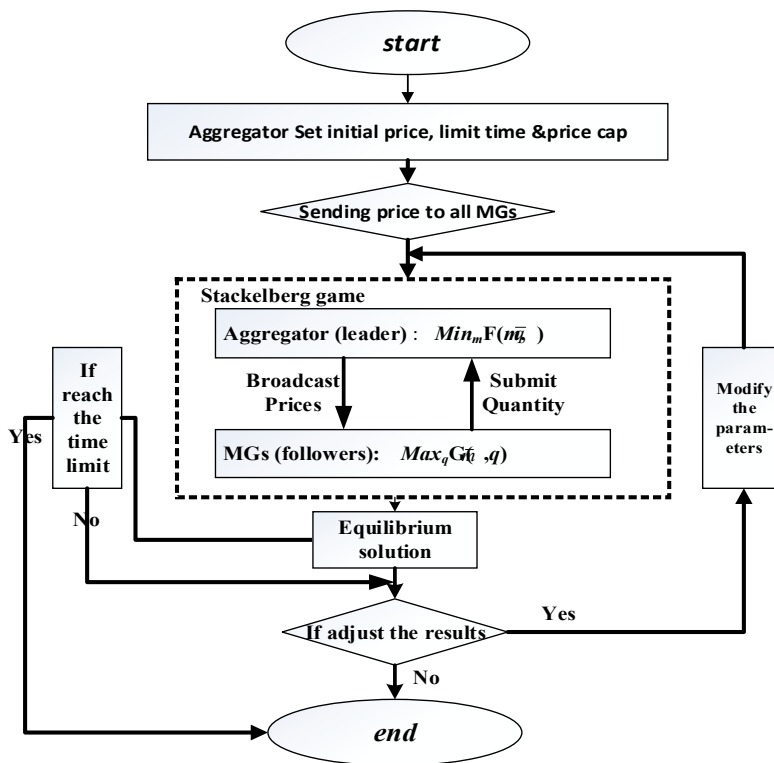 start
Aggregator Set initial price, limit time &price cap
Sending price to all MGs
Stackelberg game
Aggregator (leader) : Min_m F(m
Broadcast
Prices
Submit
Quantity
MGs (followers): Max_q G( ,q)
If
reach
the
time
limit
Yes
No
Modify
the
param-
eters
Equilibrium
solution
If adjust the results
Yes
No
end